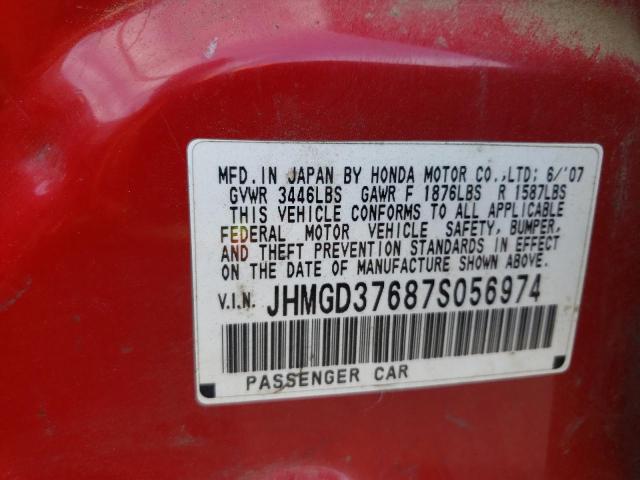 MFD. IN JAPAN BY HONDA MOTOR CO.,LTD; 6/'07
GVWR 3446LBS GAWR F 1876LBS R 1587LBS
THIS VEHICLE CONFORMS TO ALL APPLICABLE
FEDERAL MOTOR VEHICLE SAFETY, BUMPER,
AND THEFT PREVENTION STANDARDS IN EFFECT
ON THE DATE OF MANUFACTURE SHOWN ABOVE.
V.I.N. JHMGD37687S056974
PASSENGER CAR